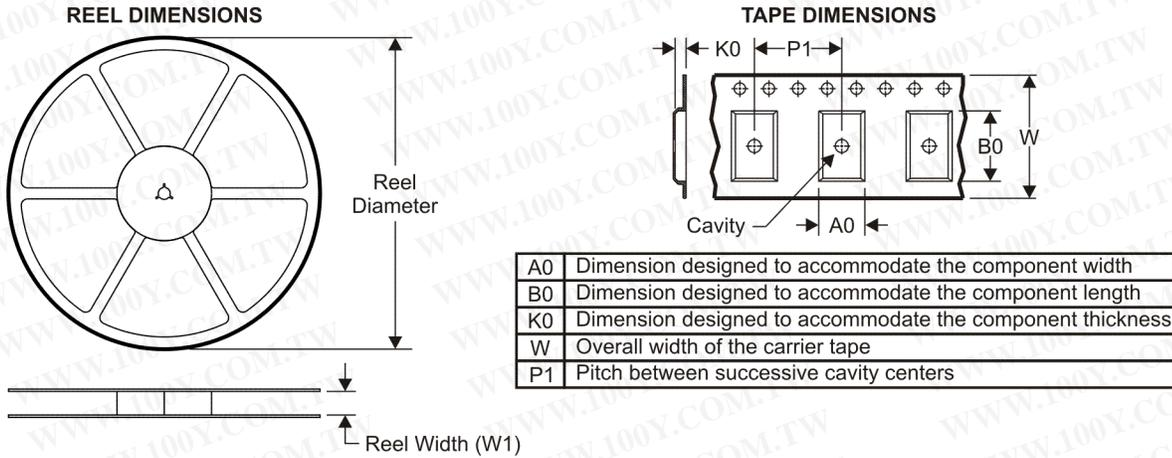 REEL DIMENSIONS
Reel
Diameter
Reel Width (W1)
TAPE DIMENSIONS
K0
P1
B0
W
Cavity
A0
A0 Dimension designed to accommodate the component width
B0 Dimension designed to accommodate the component length
K0 Dimension designed to accommodate the component thickness
W Overall width of the carrier tape
P1 Pitch between successive cavity centers
WWW.100Y.COM.TW